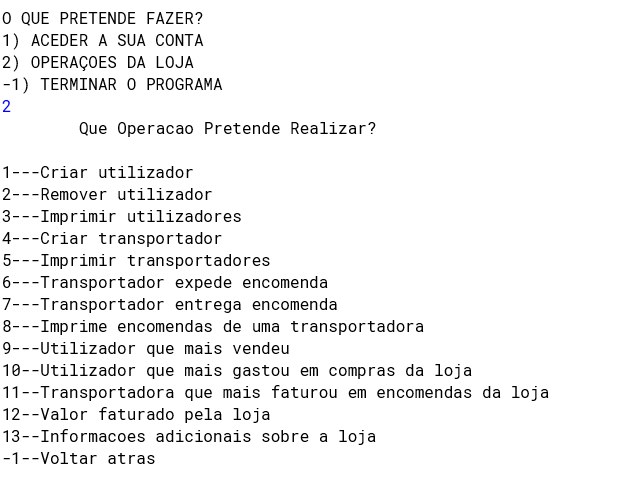 O QUE PRETENDE FAZER?
1) ACEDER A SUA CONTA
2) OPERAÇOES DA LOJA
-1) TERMINAR O PROGRAMA
2
Que Operacao Pretende Realizar?
1---Criar utilizador
2---Remover utilizador
3---Imprimir utilizadores
4---Criar transportador
5---Imprimir transportadores
6---Transportador expede encomenda
7---Transportador entrega encomenda
8---Imprime encomendas de uma transportadora
9---Utilizador que mais vendeu
10--Utilizador que mais gastou em compras da loja
11--Transportadora que mais faturou em encomendas da loja
12--Valor faturado pela loja
13--Informacoes adicionais sobre a loja
-1--Voltar atras